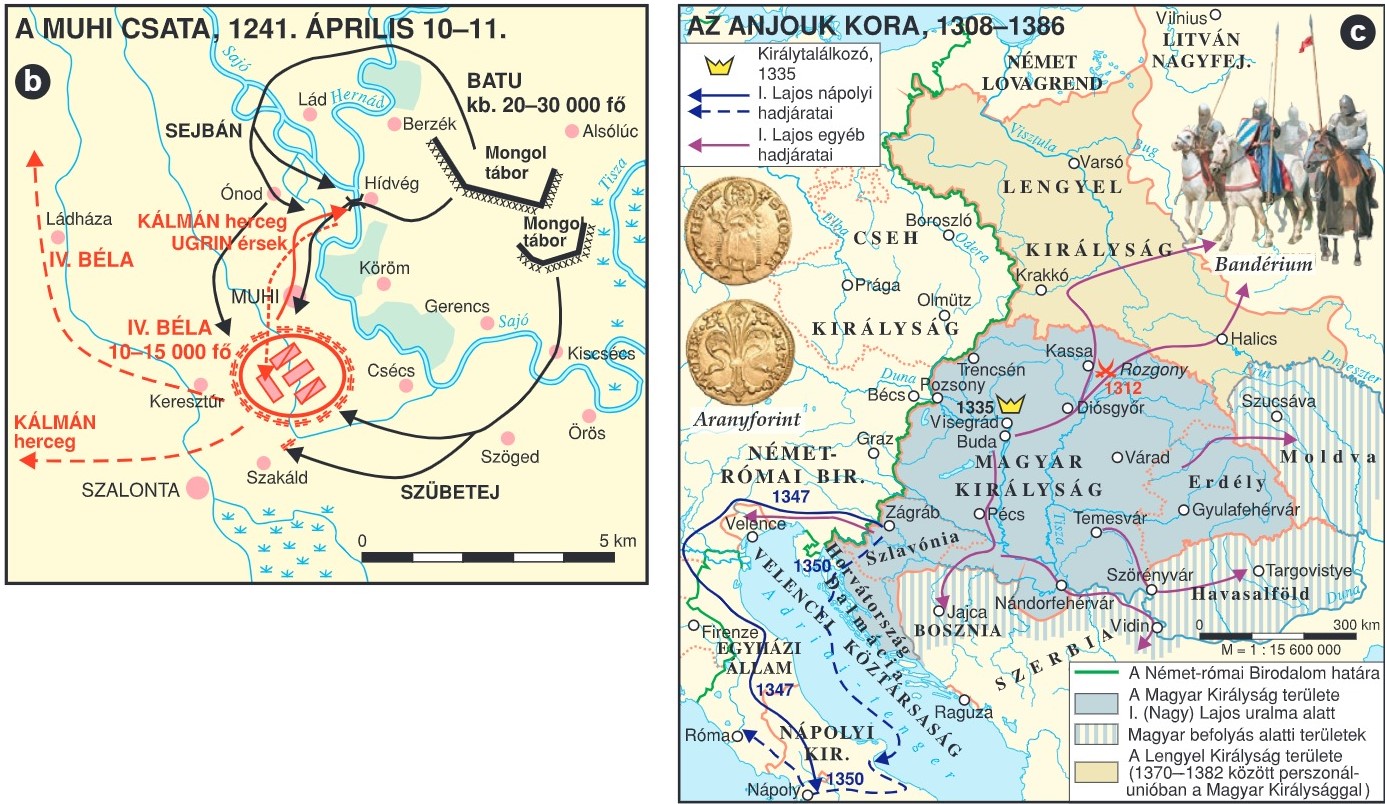 A MUHI CSATA, 1241. ÁPRILIS 10–11.
b
Sajó
Hernád
Lád
BATU
kb. 20–30 000 fő
Berzék
Alsólúc
SEJBÁN
Mongol
tábor
Tisza
Ónod
Hídvég
Ládháza
KÁLMÁN herceg
UGRIN érsek
Mongol
tábor
IV. BÉLA
Köröm
MUHI
Gerencs
Sajó
IV. BÉLA
10–15 000 fő
Kiscsécs
Csécs
Keresztúr
KÁLMÁN
herceg
Örös
Szöged
Szakáld
SZALONTA
SZÜBETEJ
0
5 km
AZ ANJOUK KORA, 1308–1386
c
Királytalálkozó,
1335
I. Lajos nápolyi
hadjáratai
I. Lajos egyéb
hadjáratai
Vilnius
LITVÁN
NAGYFEJ.
NÉMET
LOVAGREND
Visztula
Bug
Varsó
LENGYEL
KIRÁLYSÁG
Boroszló
Elba
CSEH
Odera
Krakkó
Bandérium
Prága
Olmütz
KIRÁLYSÁG
Halics
Kassa
Rozgony
1312
Trencsén
Dnyeszter
Prut
Duna
Pozsony
Bécs
Aranyforint
1335
Visegrád
Diósgyőr
Szucsáva
Buda
Graz
NÉMET-
RÓMAI BIR.
MAGYAR
KIRÁLYSÁG
Várad
Moldva
Erdély
1347
Velence
Zágráb
Pécs
Tisza
Temesvár
Gyulafehérvár
Szlavónia
1350
Horvátország
Dalmácia
VELENCEI KÖZTÁRSASÁG
Adriai-tenger
Szörényvár
Targovistye
Havasalföld
Duna
Jajca
BOSZNIA
Nándorfehérvár
Vidin
SZERBIA
0
300 km
M = 1 : 15 600 000
Firenze
EGYHÁZI
ÁLLAM
1347
Raguza
Róma
NÁPOLYI
KIR.
1350
Nápoly
A Német-római Birodalom határa
A Magyar Királyság területe
I. (Nagy) Lajos uralma alatt
Magyar befolyás alatti területek
A Lengyel Királyság területe
(1370–1382 között perszonál-
unióban a Magyar Királysággal)